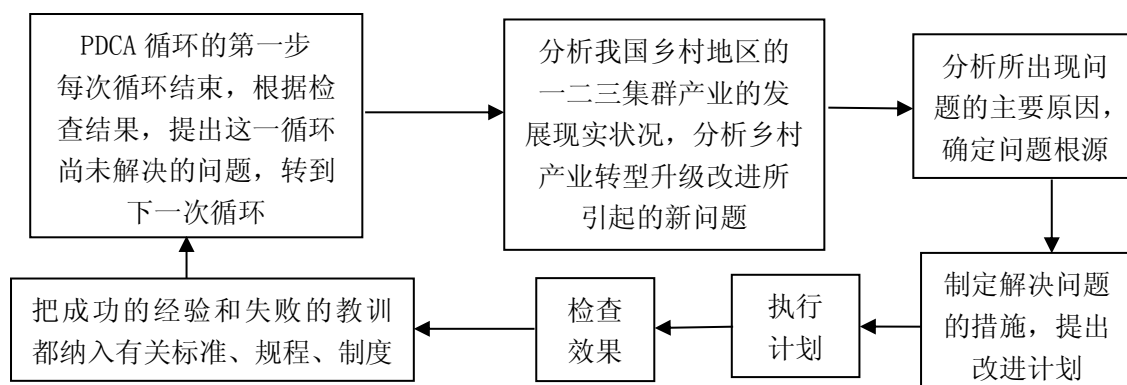 PDCA 循环的第一步
每次循环结束，根据检
查结果，提出这一循环
尚未解决的问题，转到
下一次循环
分析我国乡村地区的
一二三集群产业的发
展现实状况，分析乡村
产业转型升级改进所
引起的新问题
分析所出现问
题的主要原因，
确定问题根源
制定解决问题
的措施，提出
改进计划
执行
计划
检查
效果
把成功的经验和失败的教训
都纳入有关标准、规程、制度